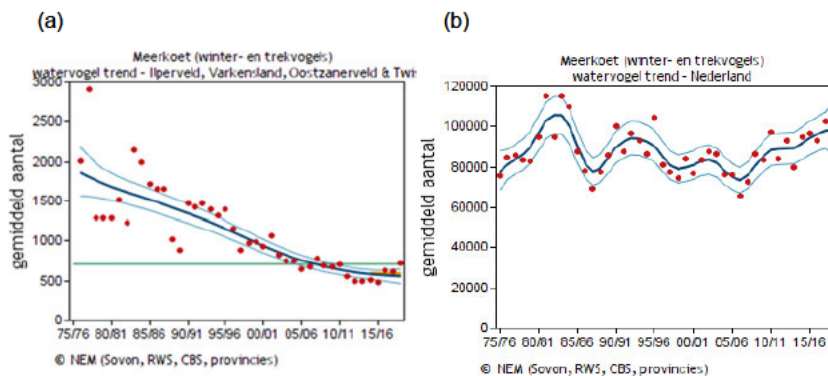 (a)
Meerkoet (winter- en trekvogels)
watervogel trend - Ilperveld, Varkensland, Oostzanerveld & Twis
gemiddeld aantal
3000
2500
2000
1500
1000
500
0
75/76 80/81 85/86 90/91 95/96 00/01 05/06 10/11 15/16
© NEM (Sovon, RWS, CBS, provincies)
(b)
Meerkoet (winter- en trekvogels)
watervogel trend - Nederland
gemiddeld aantal
120000
100000
80000
60000
40000
20000
0
75/76 80/81 85/86 90/91 95/96 00/01 05/06 10/11 15/16
© NEM (Sovon, RWS, CBS, provincies)